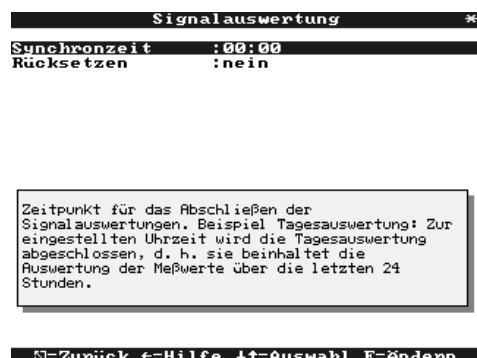 Signalauswertung *
Synchronzeit :00:00
Rücksetzen :nein
Zeitpunkt für das Abschließen der
Signalauswertungen. Beispiel Tagesauswertung: Zur
eingestellten Uhrzeit wird die Tagesauswertung
abgeschlossen, d. h. sie beinhaltet die
Auswertung der Meßwerte über die letzten 24
Stunden.
=Zurück ←=Hilfe ↓↑=Auswahl E=Ändern